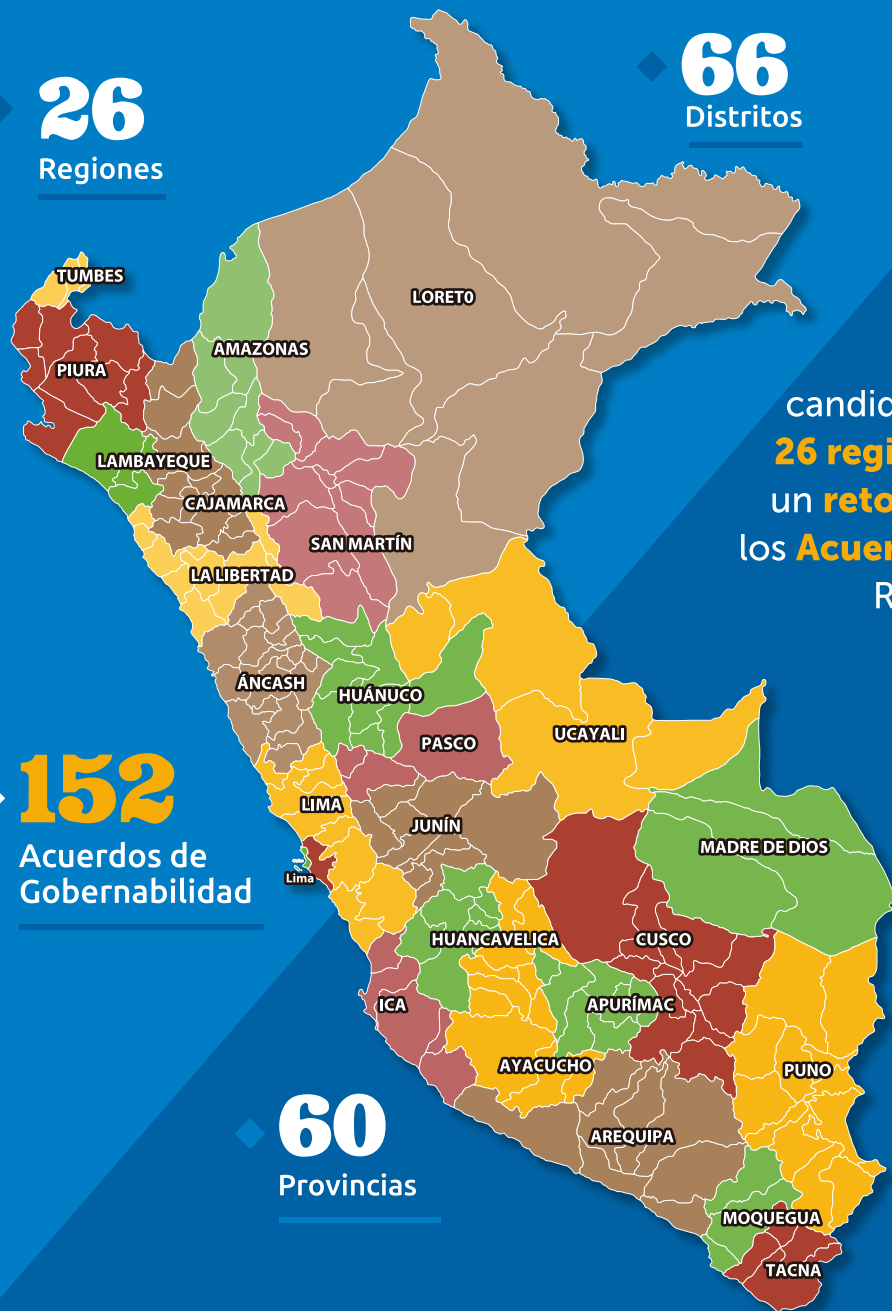 26
Regiones
66
Distritos
TUMBES
LORET0
AMAZONAS
PIURA
candid
26 regi
LAMBAYEQUE
un reto
CAJAMARCA
SAN MARTÍN
los Acuer
LA LIBERTAD
R
ÁNCASH
HUÁNUCO
UCAYALI
PASCO
152
Acuerdos de
Gobernabilidad
LIMA
JUNÍN
MADRE DE DIOS
Lima
HUANCAVELICA
CUSCO
ICA
APURÍMAC
AYACUCHO
PUNO
60
Provincias
AREQUIPA
MOQUEGUA
TACNA